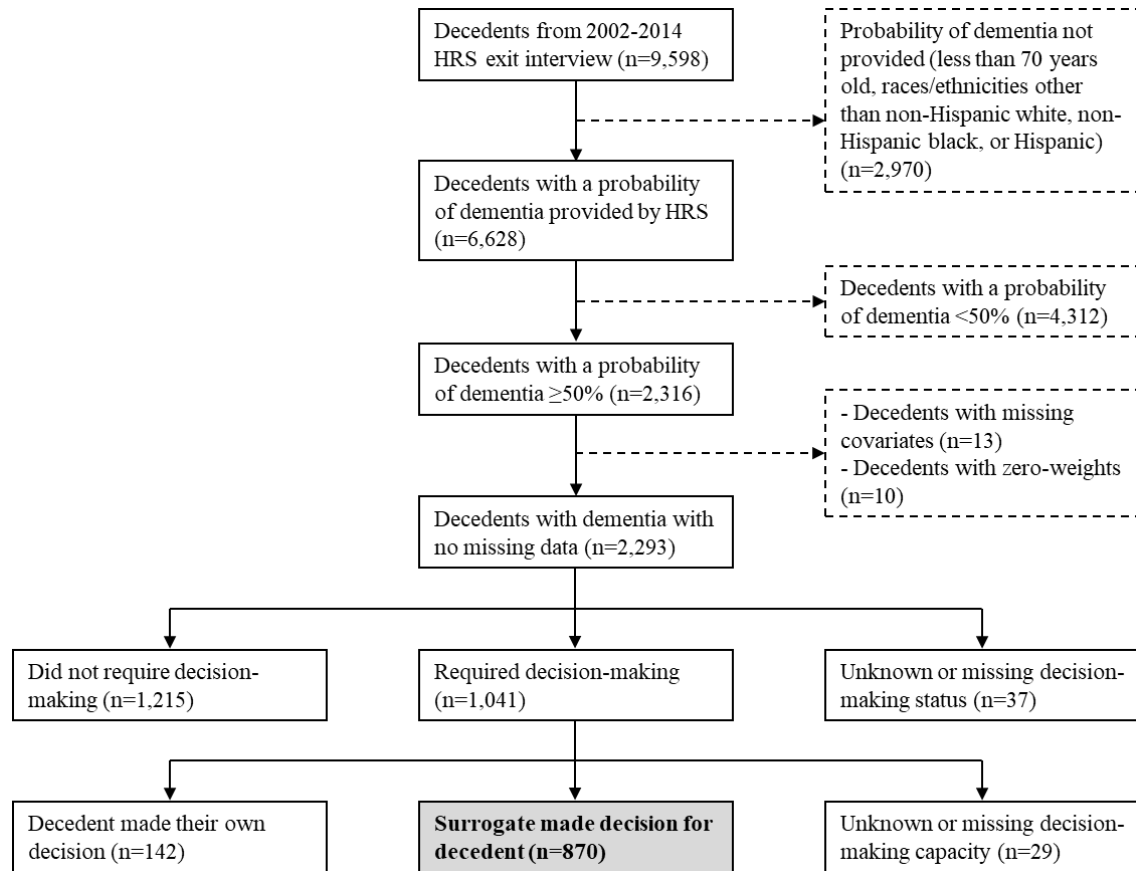 Decedents from 2002-2014
HRS exit interview (n=9,598)
Probability of dementia not
provided (less than 70 years
old, races/ethnicities other
than non-Hispanic white, non-
Hispanic black, or Hispanic)
(n=2,970)
Decedents with a probability
of dementia provided by HRS
(n=6,628)
Decedents with a probability
of dementia <50% (n=4,312)
Decedents with a probability
of dementia ≥50% (n=2,316)
- Decedents with missing
covariates (n=13)
- Decedents with zero-weights
(n=10)
Decedents with dementia with
no missing data (n=2,293)
Did not require decision-
making (n=1,215)
Required decision-making
(n=1,041)
Unknown or missing decision-
making status (n=37)
Decedent made their own
decision (n=142)
Surrogate made decision for
decedent (n=870)
Unknown or missing decision-
making capacity (n=29)